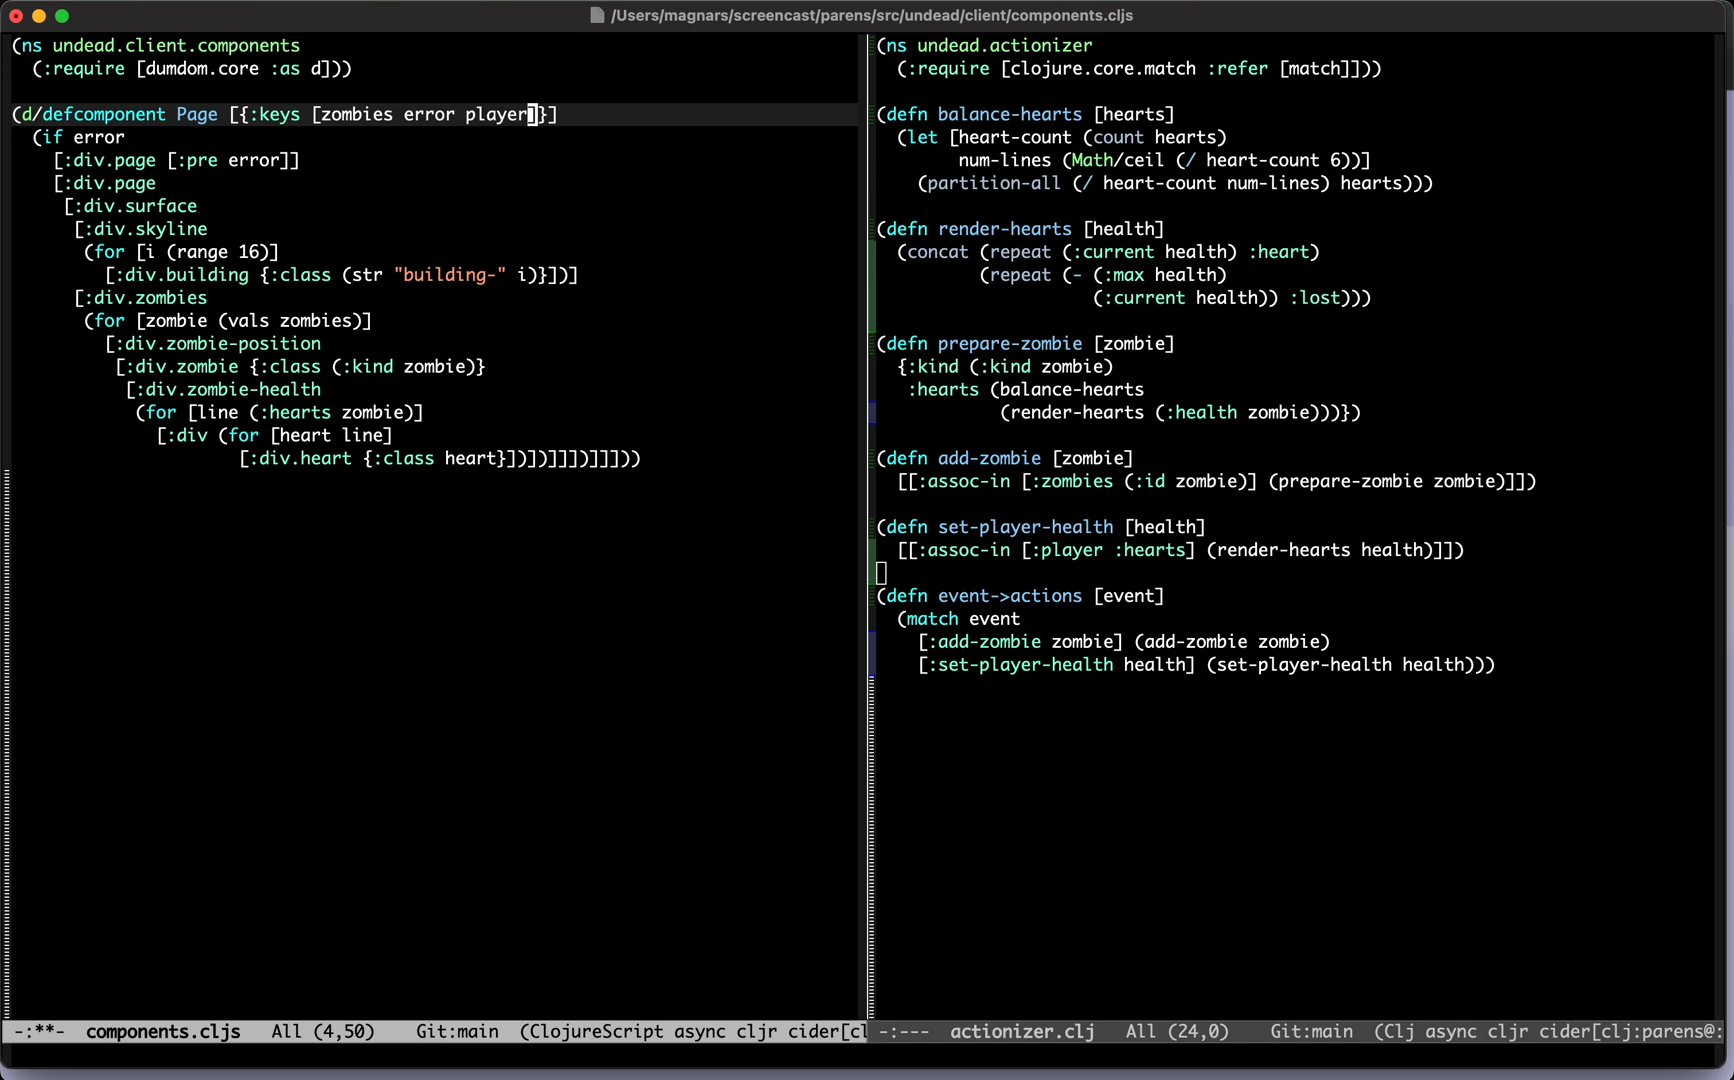 /Users/magnars/screencast/parens/src/undead/client/components.cljs
(ns undead.client.components
  (:require [dumdom.core :as d]))
(d/defcomponent Page [{:keys [zombies error player]}]
  (if error
    [:div.page [:pre error]]
    [:div.page
     [:div.surface
      [:div.skyline
       (for [i (range 16)]
         [:div.building {:class (str "building-" i)}])]
      [:div.zombies
       (for [zombie (vals zombies)]
         [:div.zombie-position
          [:div.zombie {:class (:kind zombie)}
           [:div.zombie-health
            (for [line (:hearts zombie)]
              [:div (for [heart line]
                      [:div.heart {:class heart}])])]]])]]]))
-:**-  components.cljs   All (4,50)    Git:main  (ClojureScript async cljr cider[cl
(ns undead.actionizer
  (:require [clojure.core.match :refer [match]]))
(defn balance-hearts [hearts]
  (let [heart-count (count hearts)
        num-lines (Math/ceil (/ heart-count 6))]
    (partition-all (/ heart-count num-lines) hearts)))
(defn render-hearts [health]
  (concat (repeat (:current health) :heart)
          (repeat (- (:max health)
                     (:current health)) :lost)))
(defn prepare-zombie [zombie]
  {:kind (:kind zombie)
   :hearts (balance-hearts
            (render-hearts (:health zombie)))})
(defn add-zombie [zombie]
  [[:assoc-in [:zombies (:id zombie)] (prepare-zombie zombie)]])
(defn set-player-health [health]
  [[:assoc-in [:player :hearts] (render-hearts health)]])
(defn event->actions [event]
  (match event
    [:add-zombie zombie] (add-zombie zombie)
    [:set-player-health health] (set-player-health health)))
-:---  actionizer.clj   All (24,0)    Git:main  (Clj async cljr cider[clj:parens@: